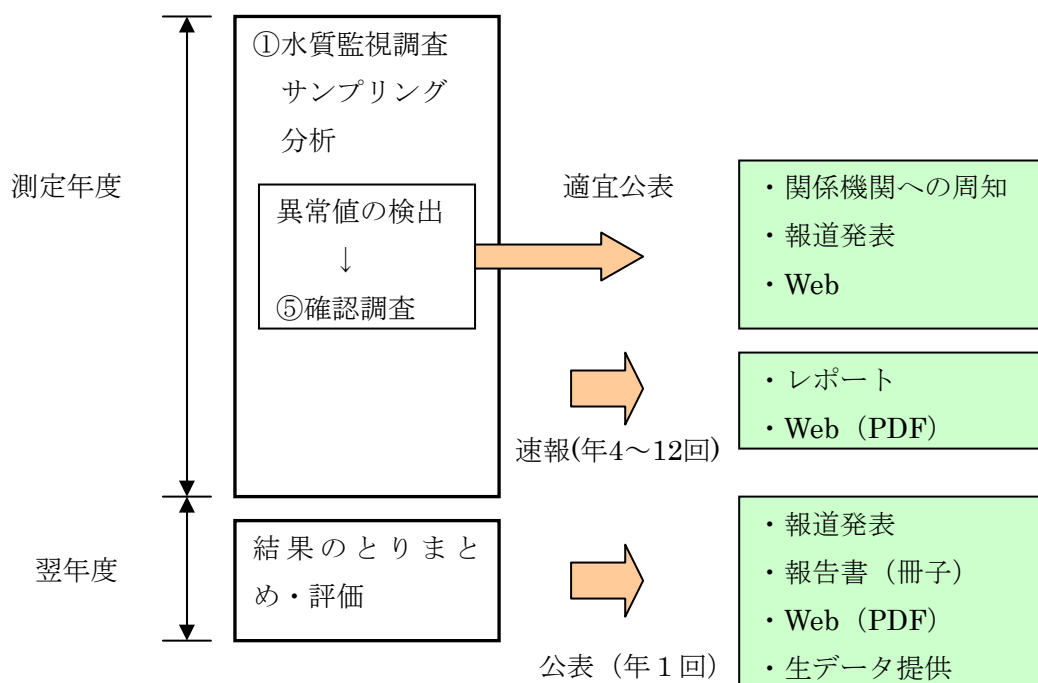 ①水質監視調査
サンプリング
分析
測定年度
異常値の検出
↓
⑤確認調査
適宜公表
・関係機関への周知
・報道発表
・Web
速報(年4～12回)
・レポート
・Web（PDF）
翌年度
結果のとりまと
め・評価
公表（年１回）
・報道発表
・報告書（冊子）
・Web（PDF）
・生データ提供